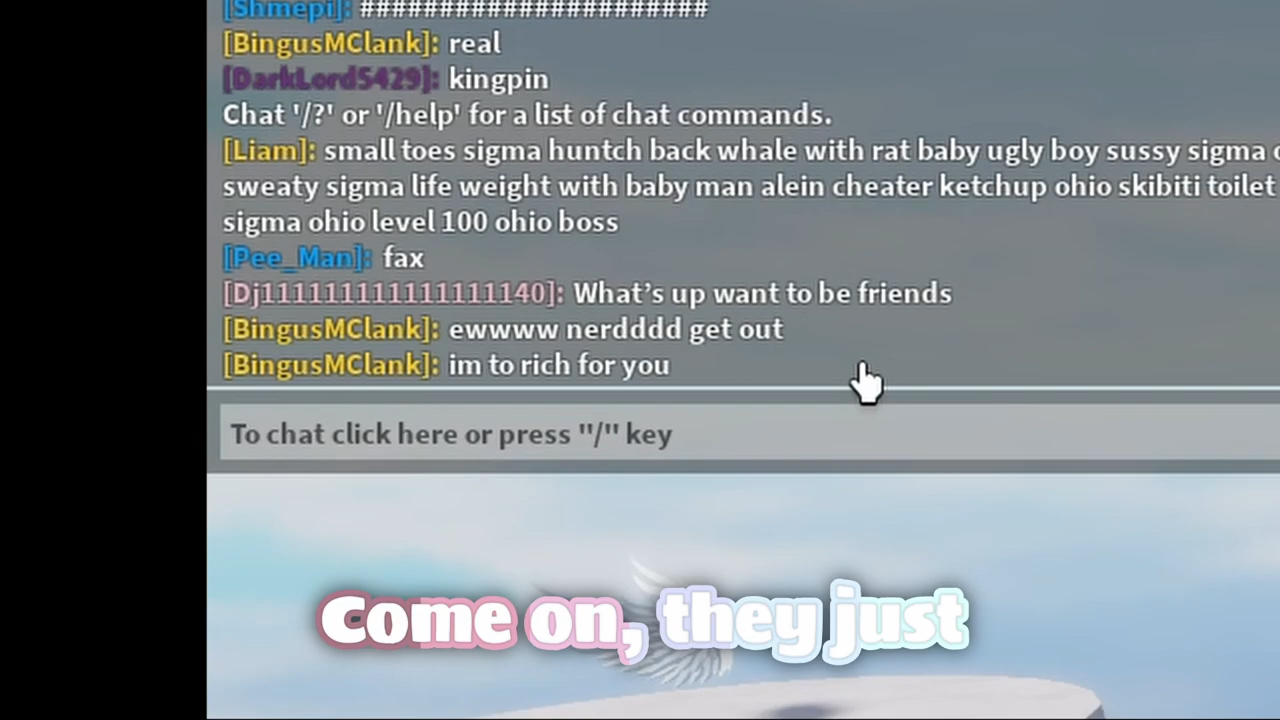 [Shmepi]: ######################
[BingusMClank]: real
[DarkLord5429]: kingpin
Chat '/?' or '/help' for a list of chat commands.
[Liam]: small toes sigma huntch back whale with rat baby ugly boy sussy sigma
sweaty sigma life weight with baby man alein cheater ketchup ohio skibiti toilet
sigma ohio level 100 ohio boss
[Pee_Man]: fax
[Dj11111111111111111140]: What's up want to be friends
[BingusMClank]: ewwww nerdddd get out
[BingusMClank]: im to rich for you
To chat click here or press "/" key
Come on, they just